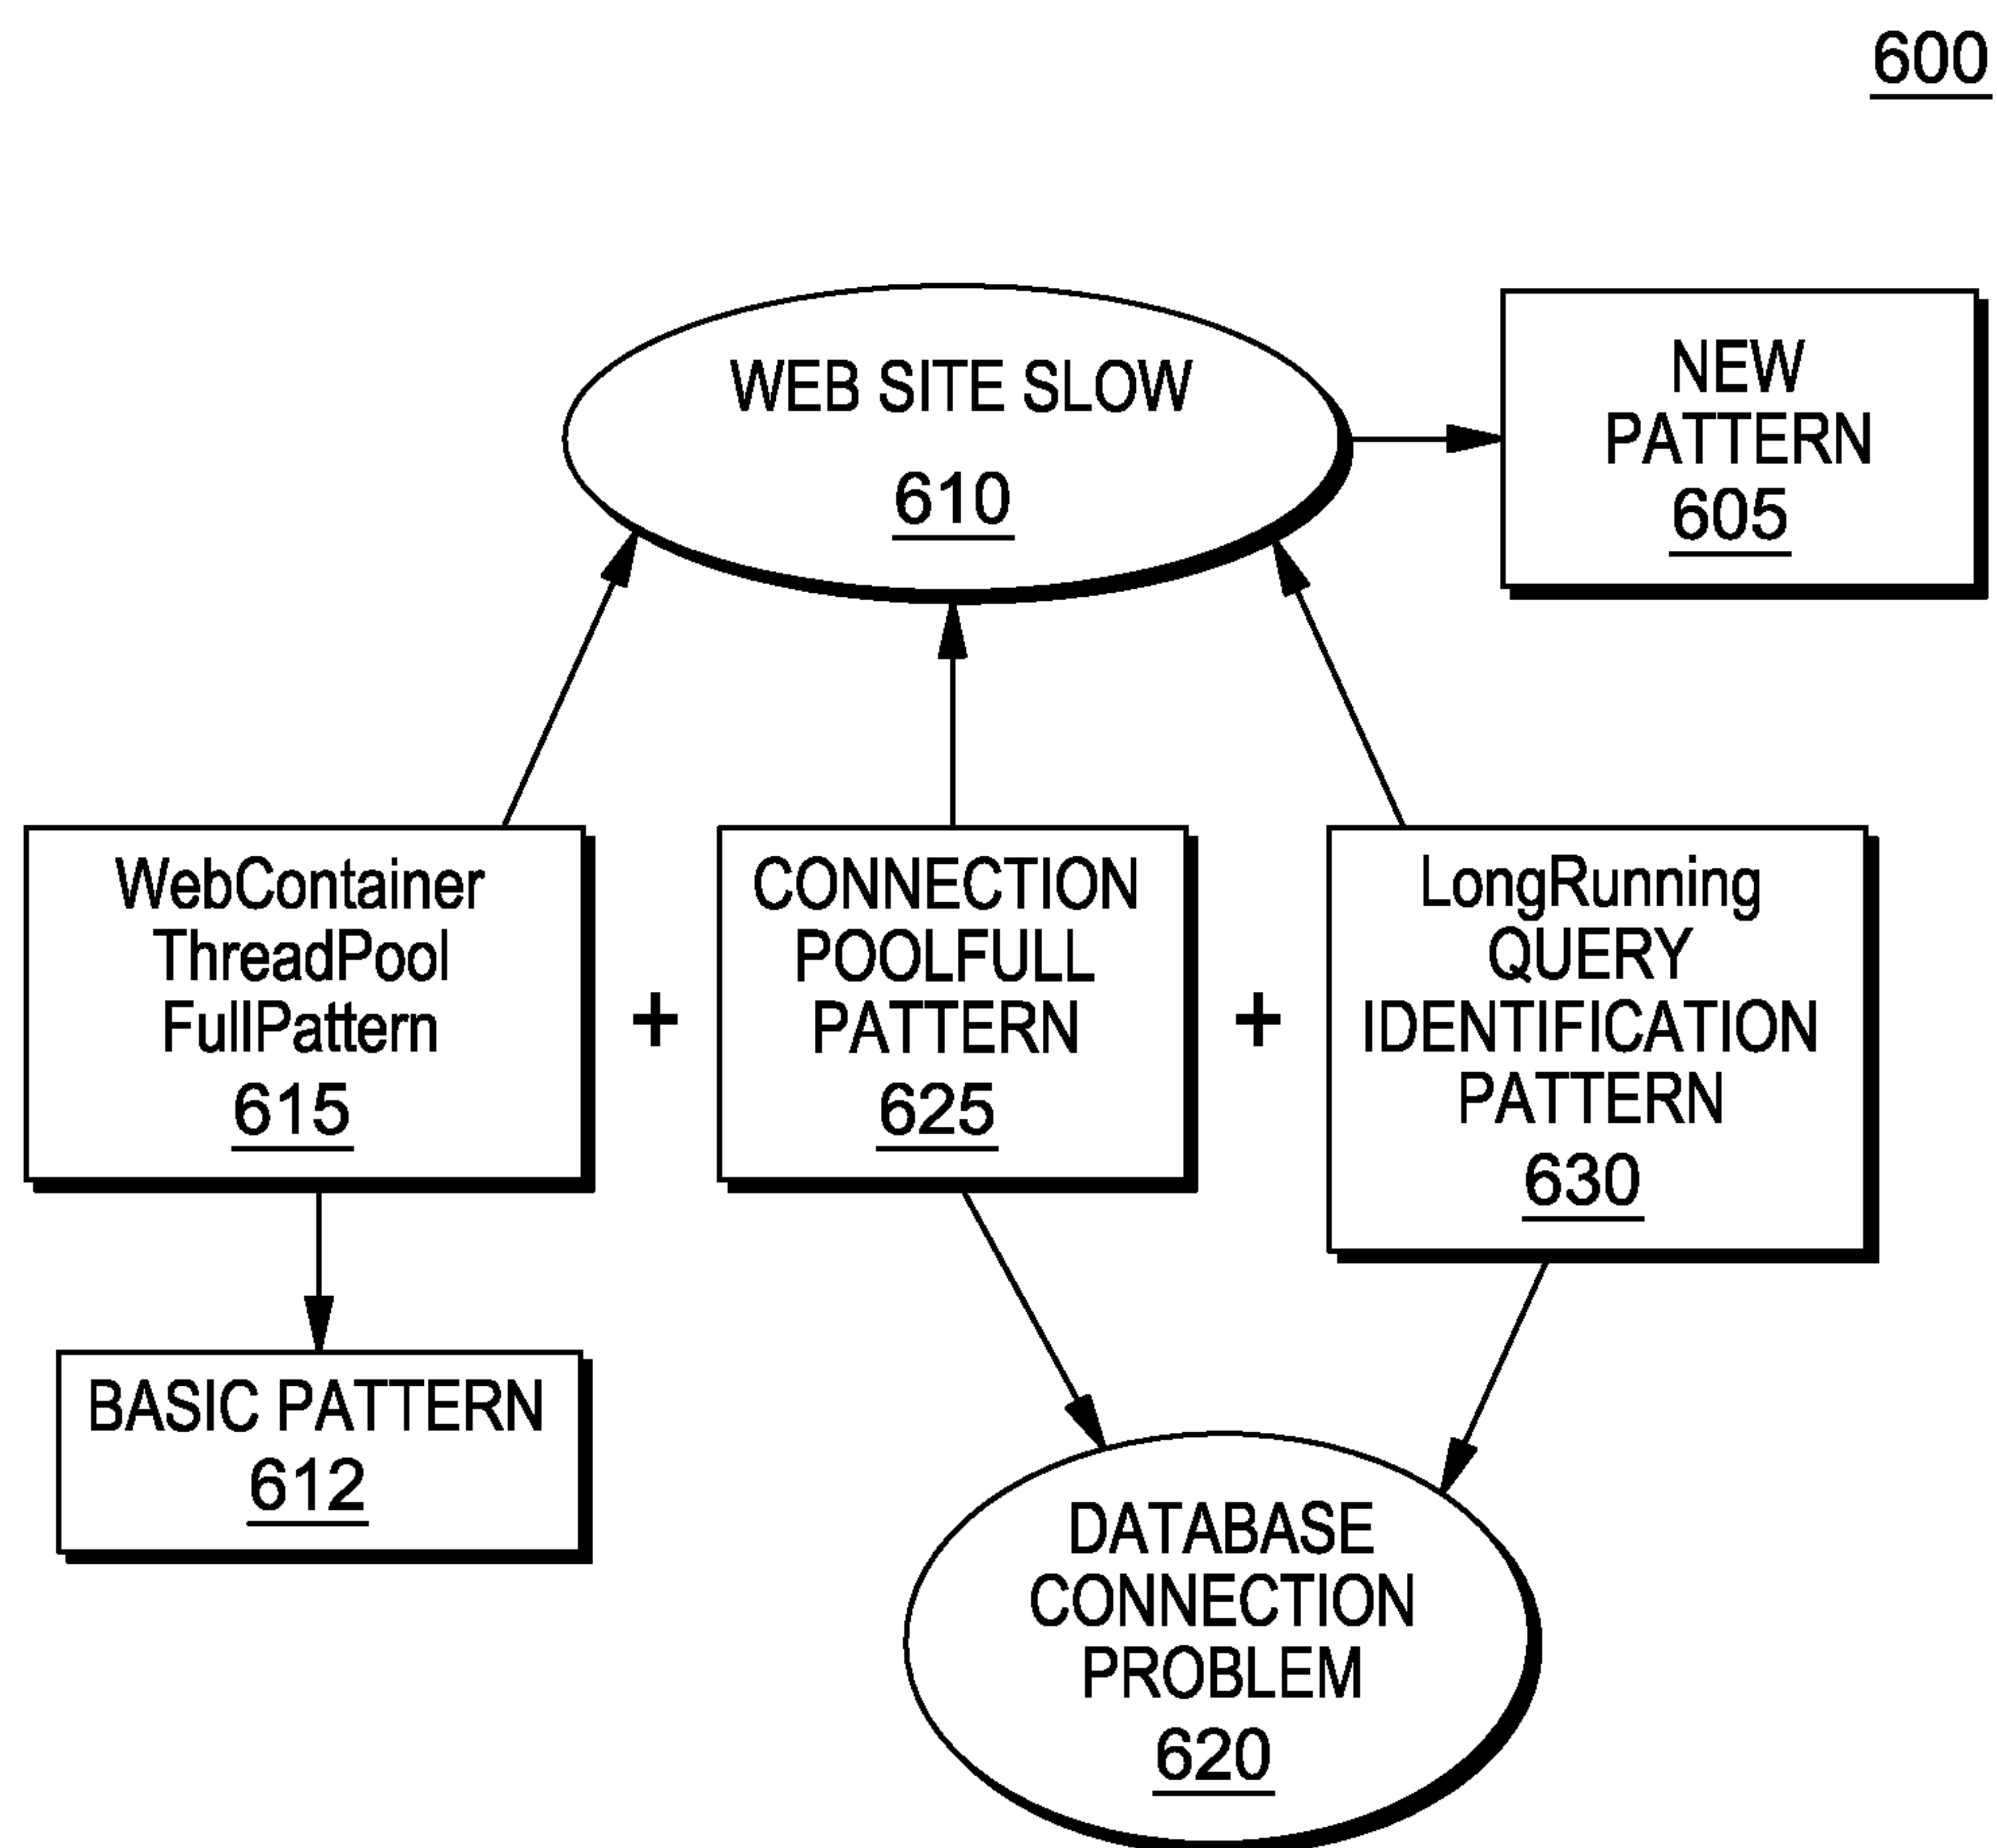 600
WEB SITE SLOW
610
NEW
PATTERN
605
WebContainer
ThreadPool
FullPattern
615
+
CONNECTION
POOLFULL
PATTERN
625
+
LongRunning
QUERY
IDENTIFICATION
PATTERN
630
BASIC PATTERN
612
DATABASE
CONNECTION
PROBLEM
620